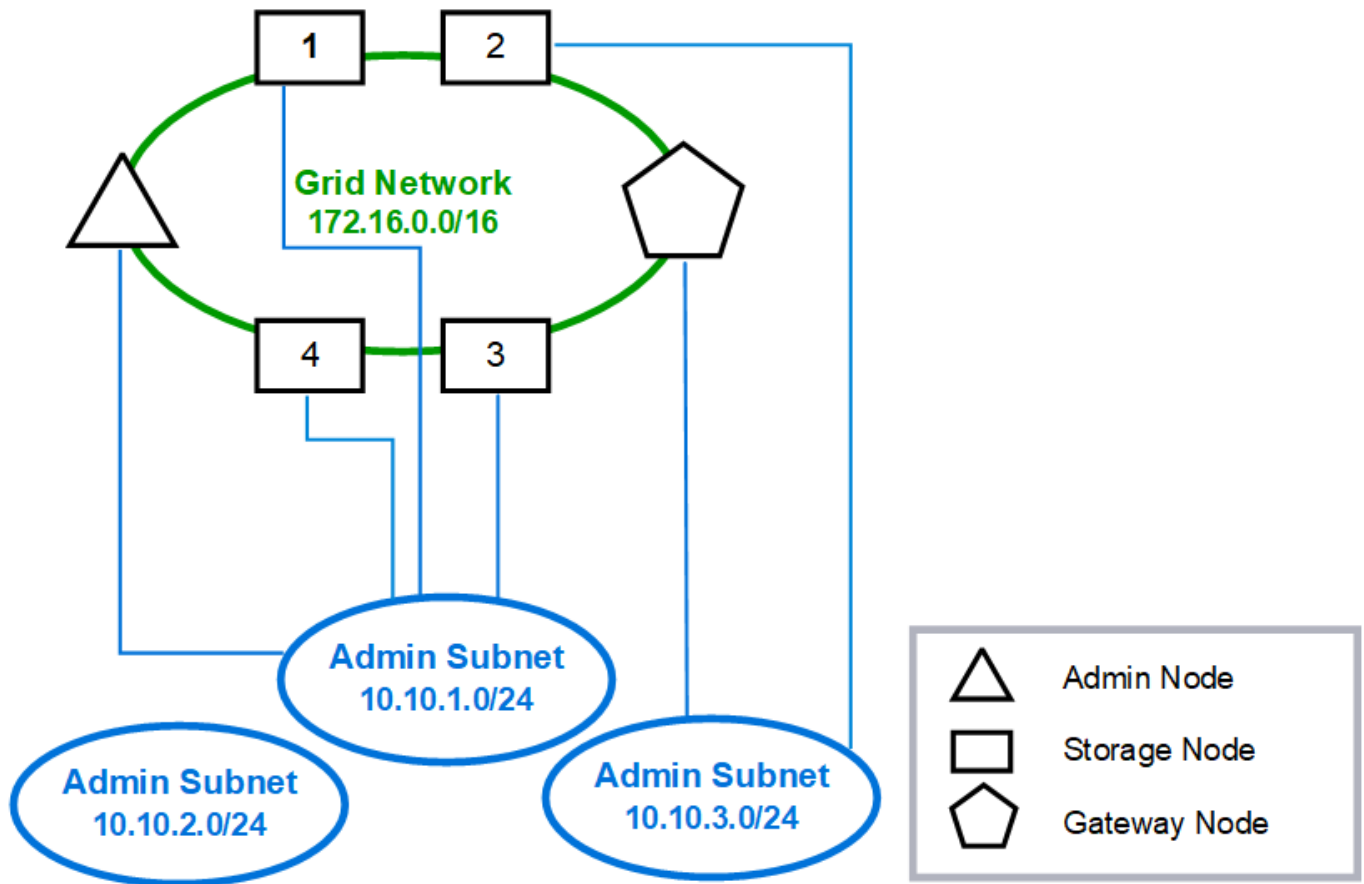 1
2
Grid Network
172.16.0.0/16
4
3
Admin Subnet
10.10.1.0/24
Admin Subnet
10.10.2.0/24
Admin Subnet
10.10.3.0/24
Admin Node
Storage Node
Gateway Node